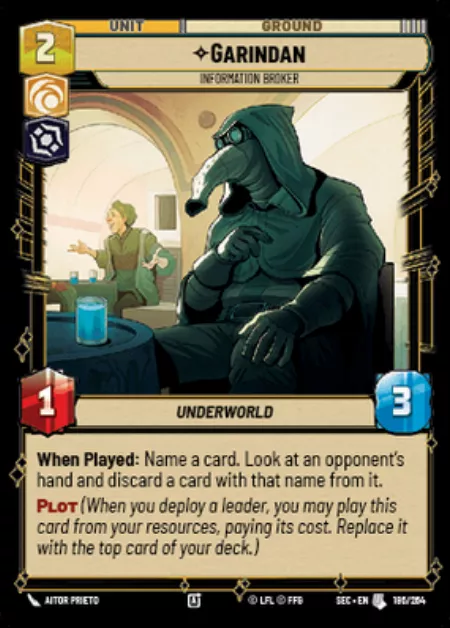 UNIT GROUND
2
GARINDAN
INFORMATION BROKER
1
UNDERWORLD
3
When Played: Name a card. Look at an opponent's
hand and discard a card with that name from it.
PLOT (When you deploy a leader, you may play this
card from your resources, paying its cost. Replace it
with the top card of your deck.)
AITOR PRIETO A © LFL © FFG SEC • EN